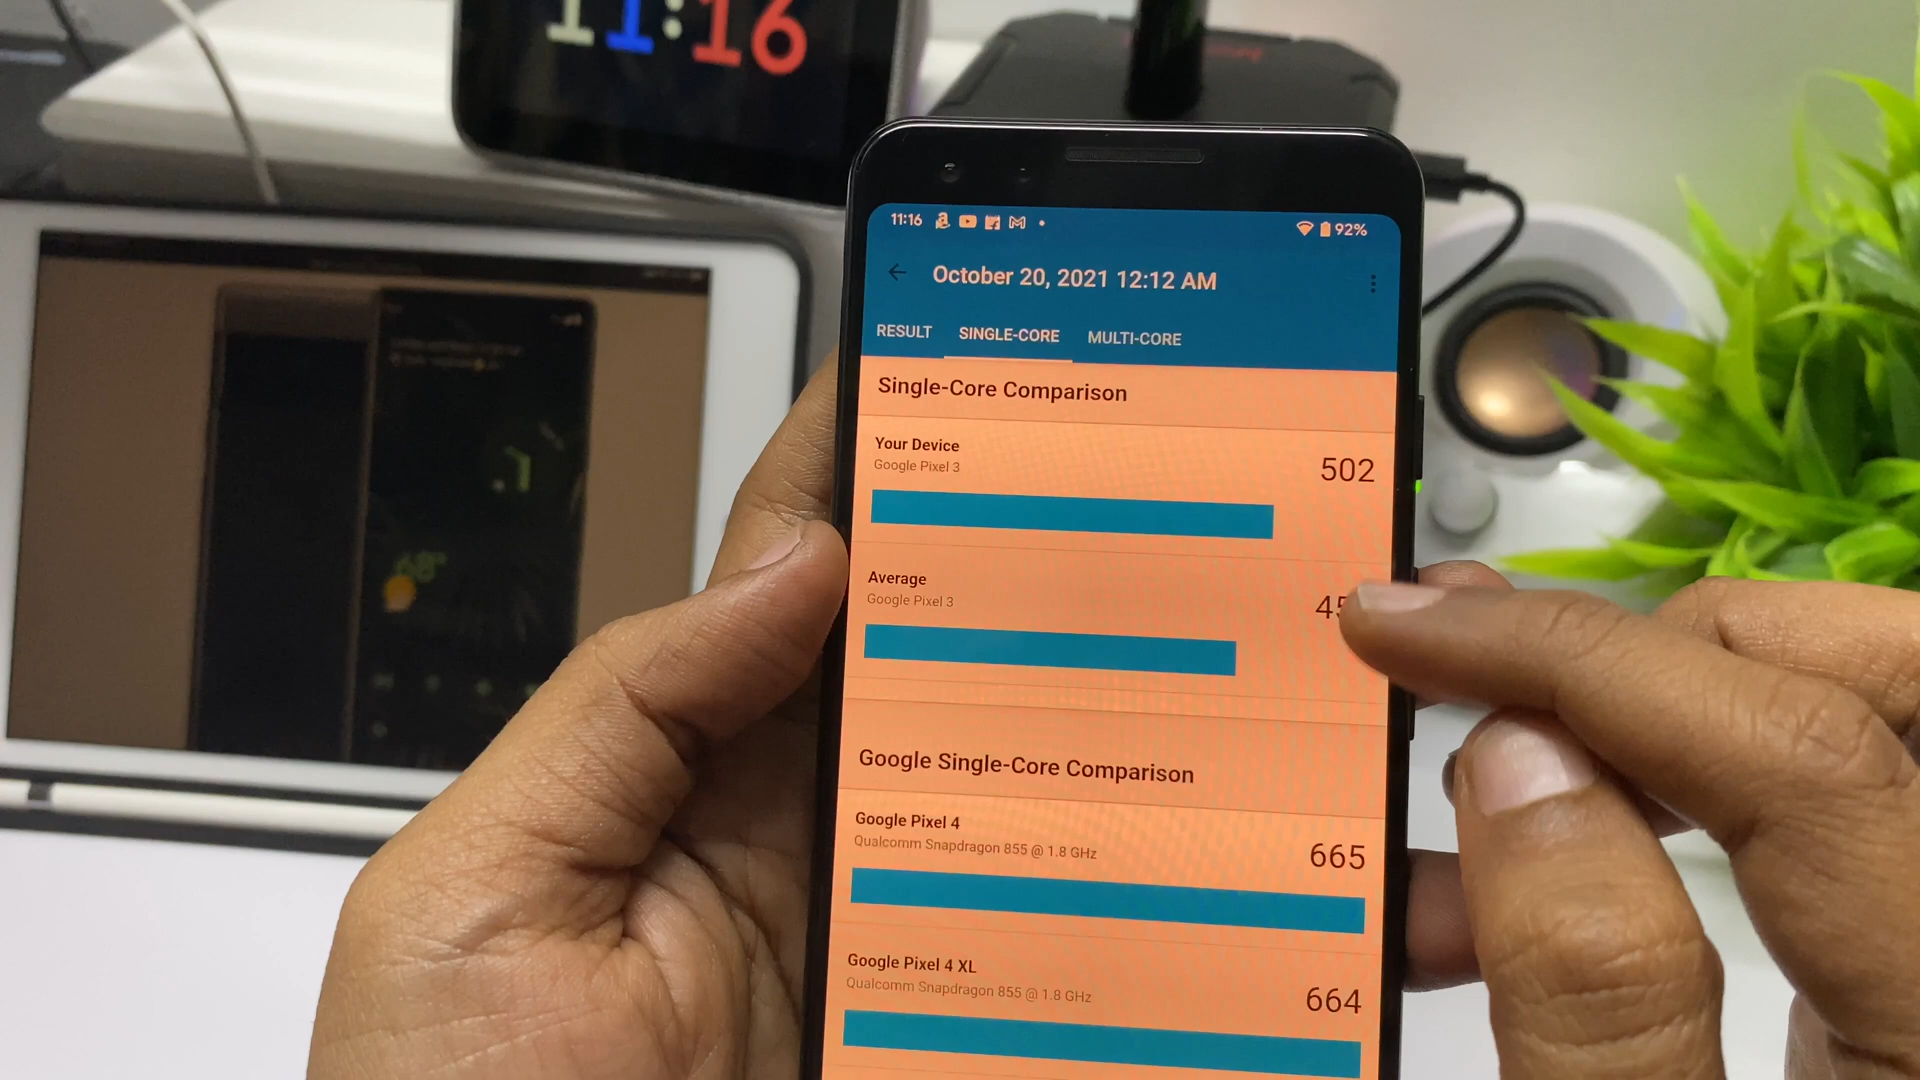 11:16
11:16
92%
October 20, 2021 12:12 AM
RESULT
SINGLE-CORE
MULTI-CORE
Single-Core Comparison
Your Device
Google Pixel 3
502
Average
Google Pixel 3
Google Single-Core Comparison
Google Pixel 4
Qualcomm Snapdragon 855 @ 1.8 GHz
665
Google Pixel 4 XL
Qualcomm Snapdragon 855 @ 1.8 GHz
664